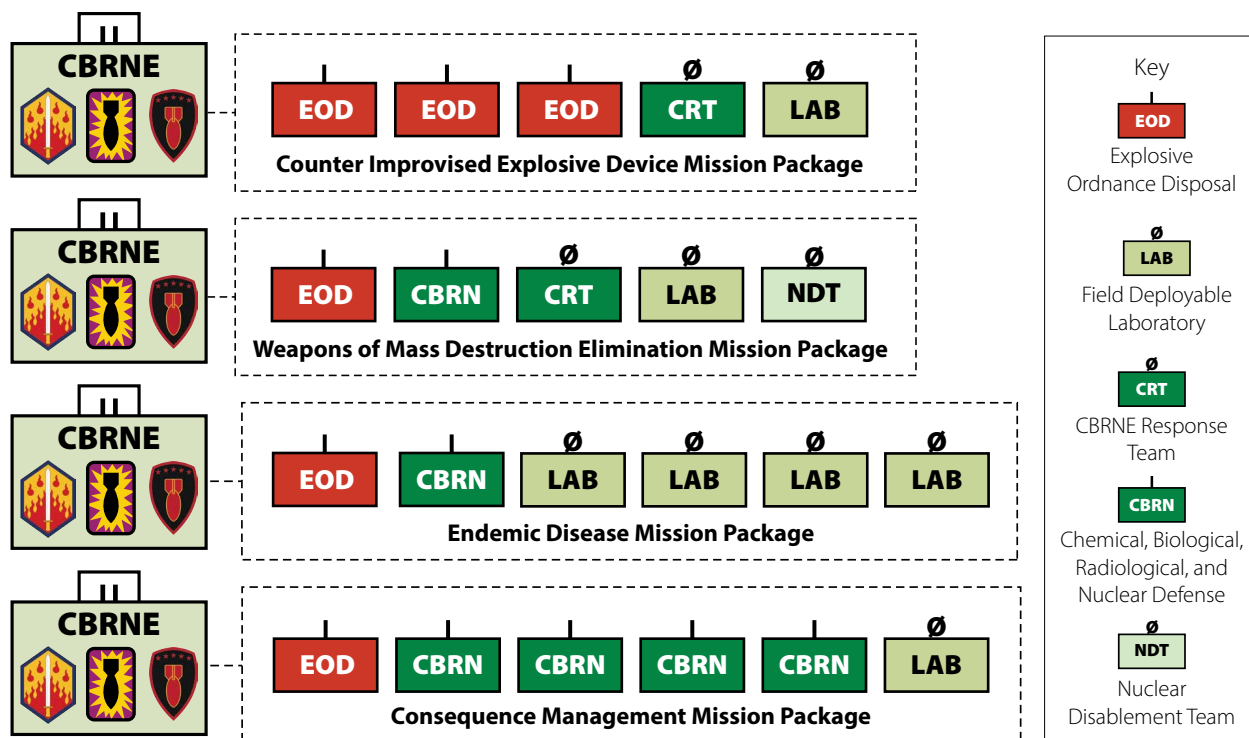 CBRNE
EOD EOD EOD Ø CRT Ø LAB
Counter Improvised Explosive Device Mission Package
CBRNE
EOD CBRN Ø CRT Ø LAB Ø NDT
Weapons of Mass Destruction Elimination Mission Package
CBRNE
EOD CBRN Ø LAB Ø LAB Ø LAB Ø LAB
Endemic Disease Mission Package
CBRNE
EOD CBRN CBRN CBRN CBRN Ø LAB
Consequence Management Mission Package
Key
EOD
Explosive
Ordnance Disposal
Ø
LAB
Field Deployable
Laboratory
Ø
CRT
CBRNE Response
Team
CBRN
Chemical, Biological,
Radiological, and
Nuclear Defense
Ø
NDT
Nuclear
Disablement Team